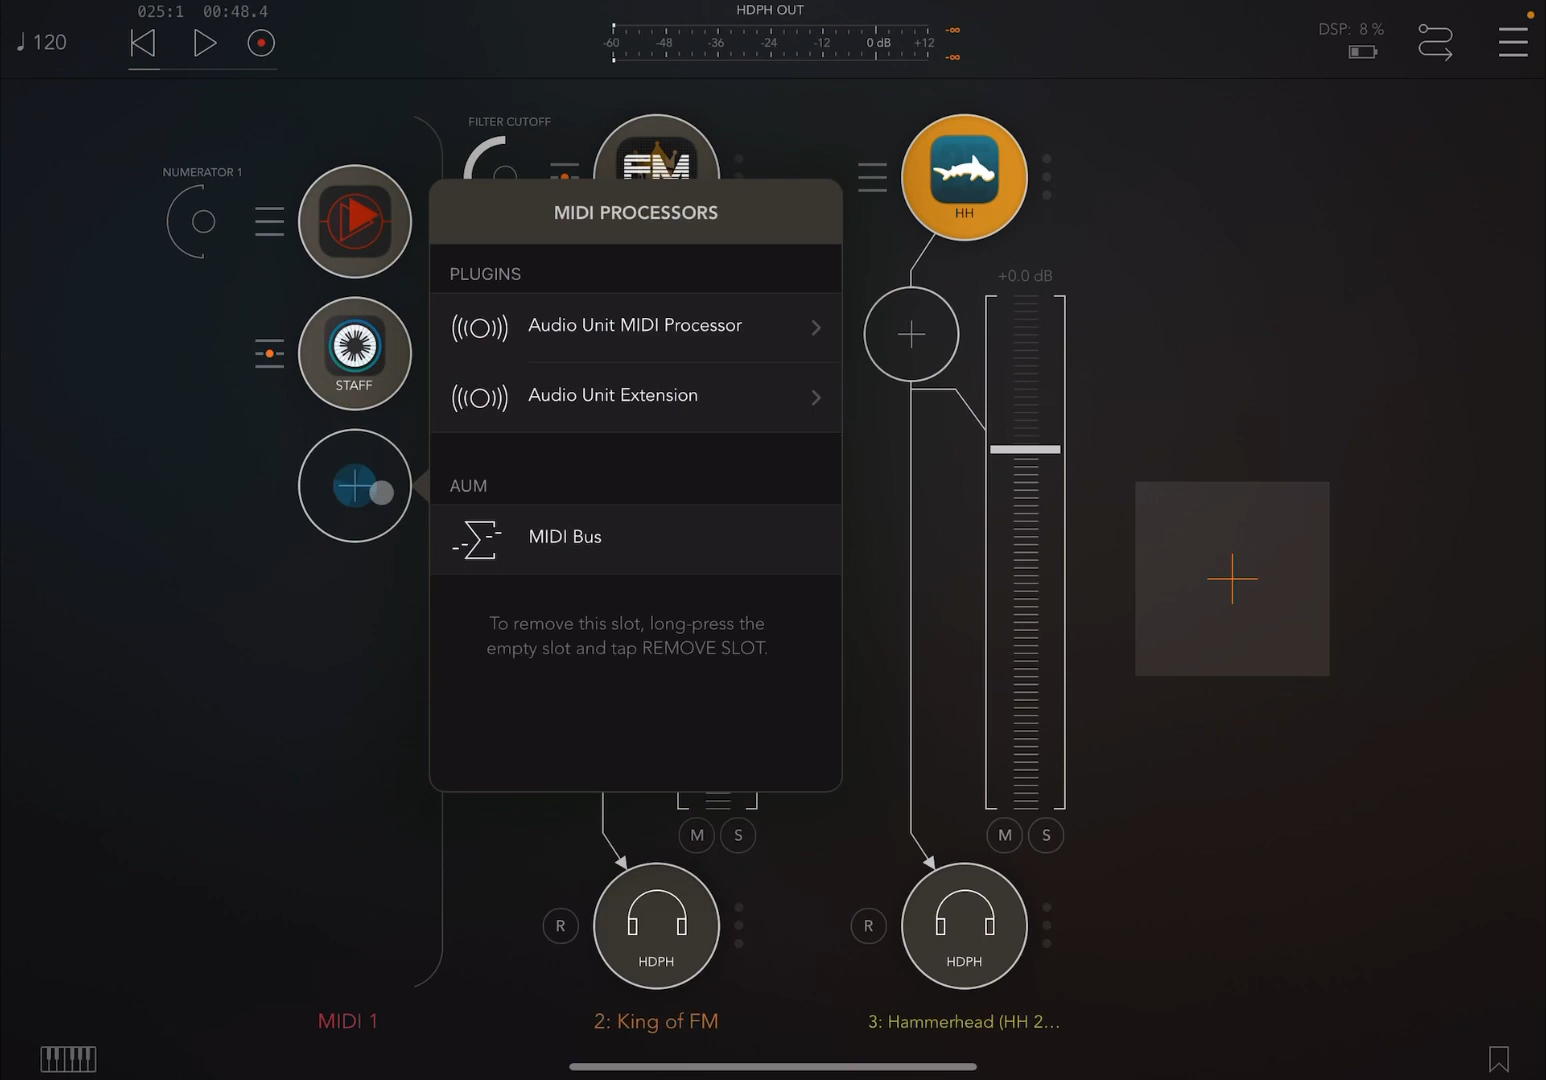 025:1 00:48.4
120
HDPH OUT
-60 -48 -36 -24 -12 0 dB +12
-∞
-∞
DSP: 8 %
FILTER CUTOFF
NUMERATOR 1
FM
HH
STAFF
MIDI PROCESSORS
PLUGINS
Audio Unit MIDI Processor
Audio Unit Extension
AUM
MIDI Bus
To remove this slot, long-press the
empty slot and tap REMOVE SLOT.
+0.0 dB
M S
M S
R
HDPH
R
HDPH
MIDI 1
2: King of FM
3: Hammerhead (HH 2...